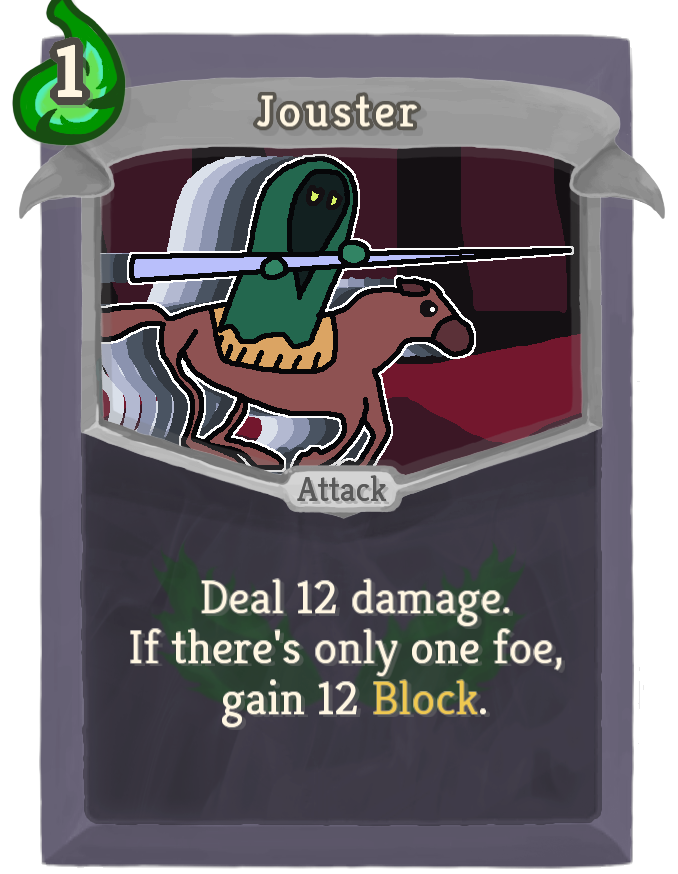 1
Jouster
Attack
Deal 12 damage.
If there's only one foe,
gain 12 Block.